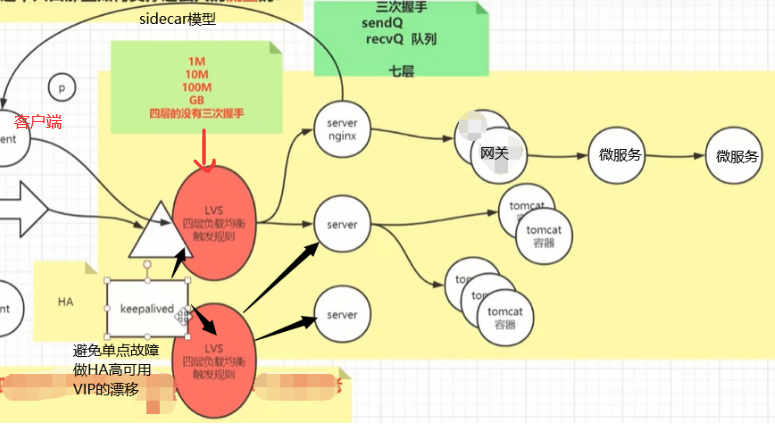 sidecar模型
三次握手
sendQ
recvQ 队列
七层
1M
10M
100M
GB
四层的没有三次握手
p
客户端
ent
server
nginx
网关
微服务
微服务
LVS
四层负载均衡
触发规则
server
tomcat
tomcat
容器
HA
keepalived
nt
server
tom
tomcat
容器
LVS
四层负载均衡
触发规则
避免单点故障
做HA高可用
VIP的漂移